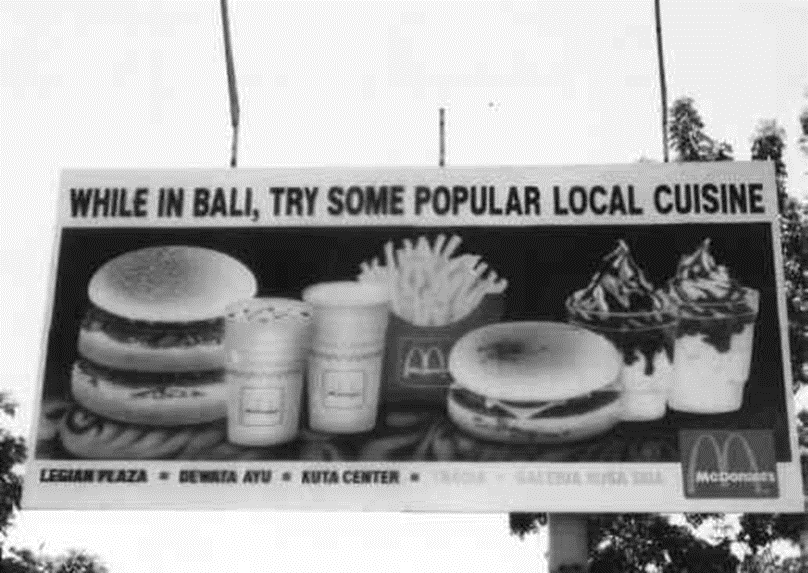 WHILE IN BALI, TRY SOME POPULAR LOCAL CUISINE
LEGIAN PLAZA DEWATA AYU KUTA CENTER
McDonald's